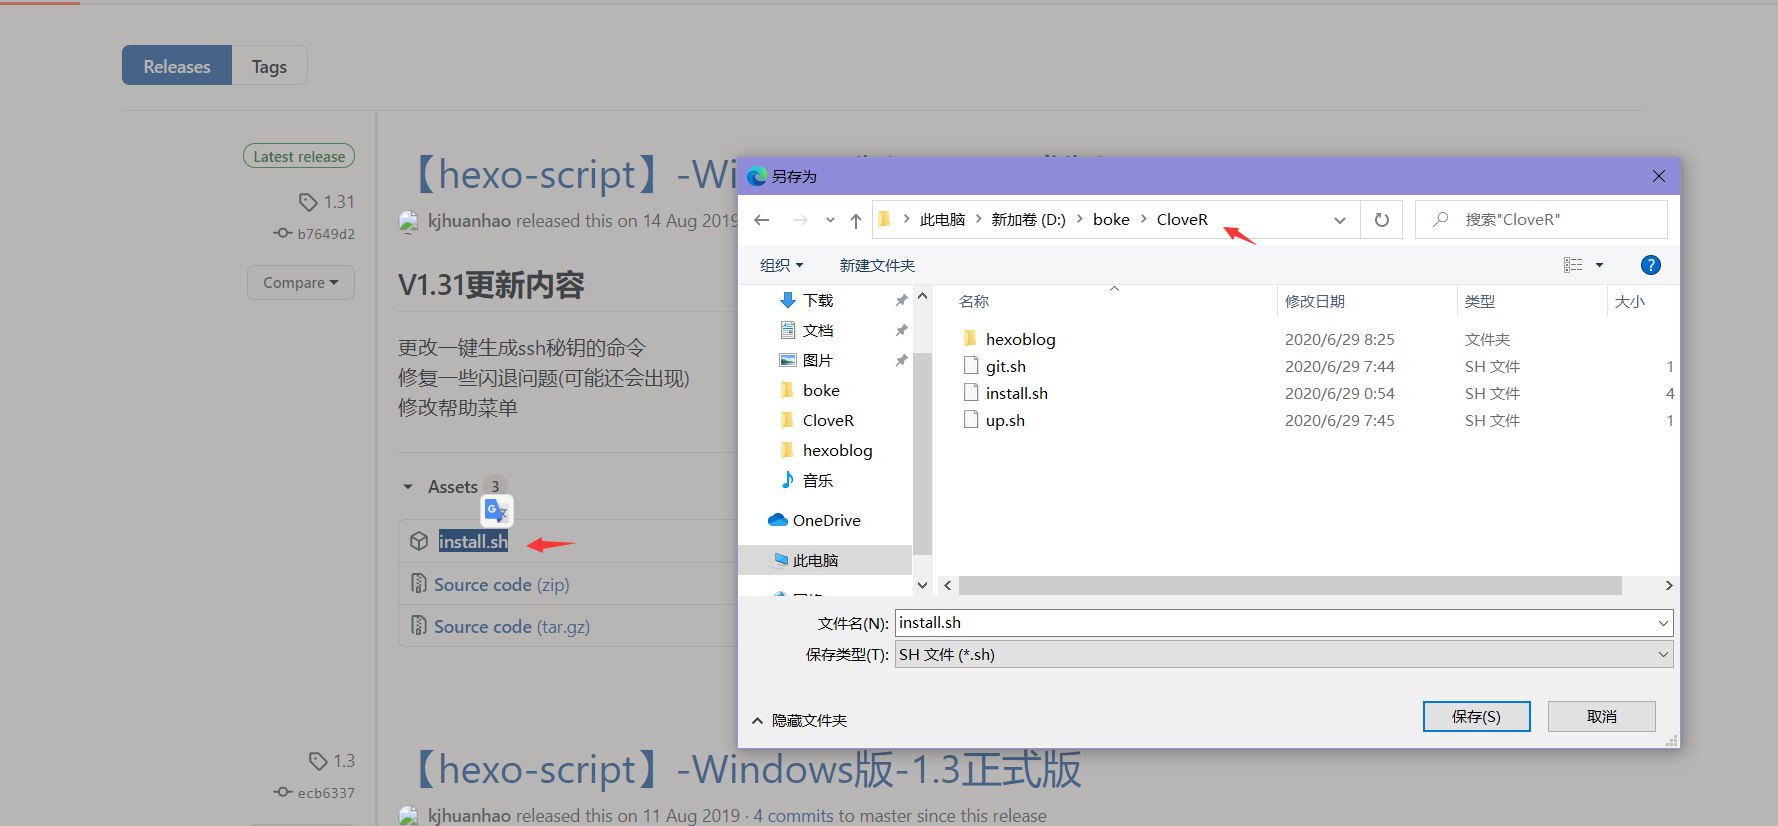 Releases
Tags
Latest release
1.31
b7649d2
Compare
【hexo-script】-Wi
kjhuanhao released this on 14 Aug 2019
V1.31更新内容
更改一键生成ssh秘钥的命令
修复一些闪退问题(可能还会出现)
修改帮助菜单
Assets 3
install.sh
Source code (zip)
Source code (tar.gz)
1.3
ecb6337
【hexo-script】-Windows版-1.3正式版
kjhuanhao released this on 11 Aug 2019 · 4 commits to master since this release
另存为
此电脑 > 新加卷 (D:) > boke > CloveR
搜索"CloveR"
组织
新建文件夹
下载
文档
图片
boke
CloveR
hexoblog
音乐
OneDrive
此电脑
名称 修改日期 类型 大小
hexoblog 2020/6/29 8:25 文件夹
git.sh 2020/6/29 7:44 SH 文件 1
install.sh 2020/6/29 0:54 SH 文件 4
up.sh 2020/6/29 7:45 SH 文件 1
文件名(N): install.sh
保存类型(T): SH 文件 (*.sh)
隐藏文件夹
保存(S)
取消